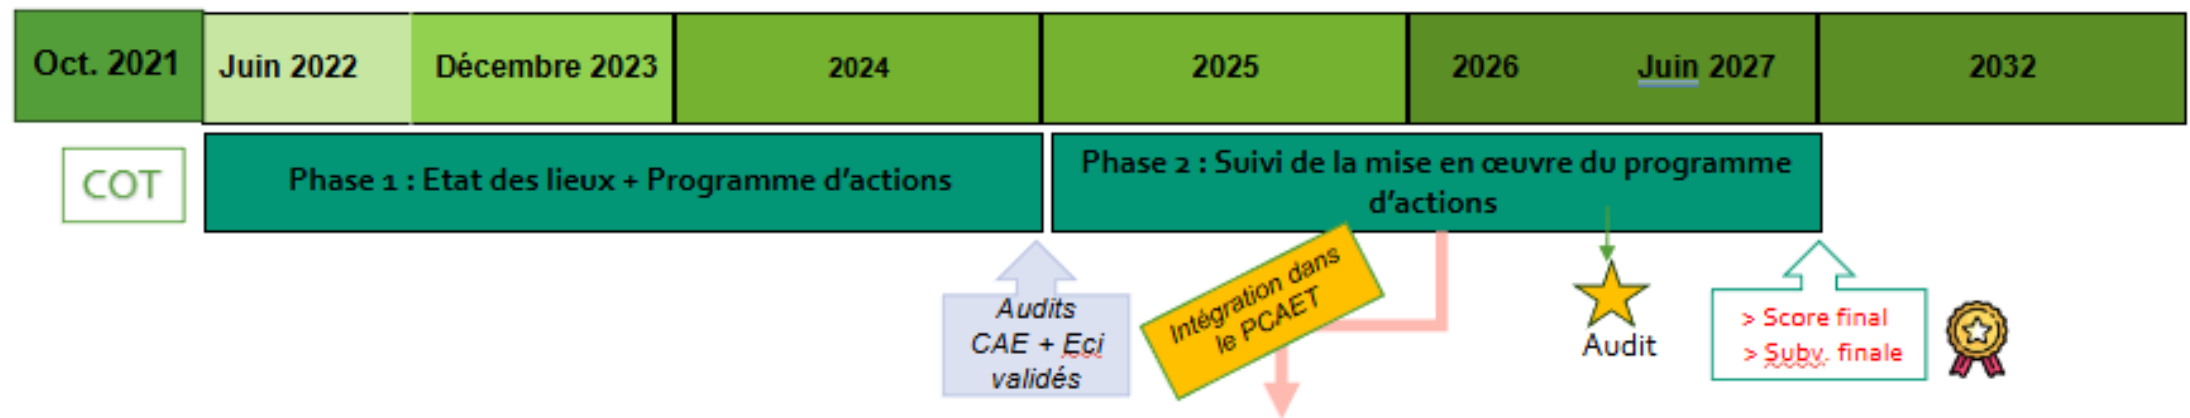 Oct. 2021
Juin 2022
Décembre 2023
2024
2025
2026
Juin 2027
2032
COT
Phase 1 : Etat des lieux + Programme d’actions
Phase 2 : Suivi de la mise en œuvre du programme
d’actions
Audits
CAE + Eci
validés
Intégration dans
le PCAET
Audit
> Score final
> Subv. finale